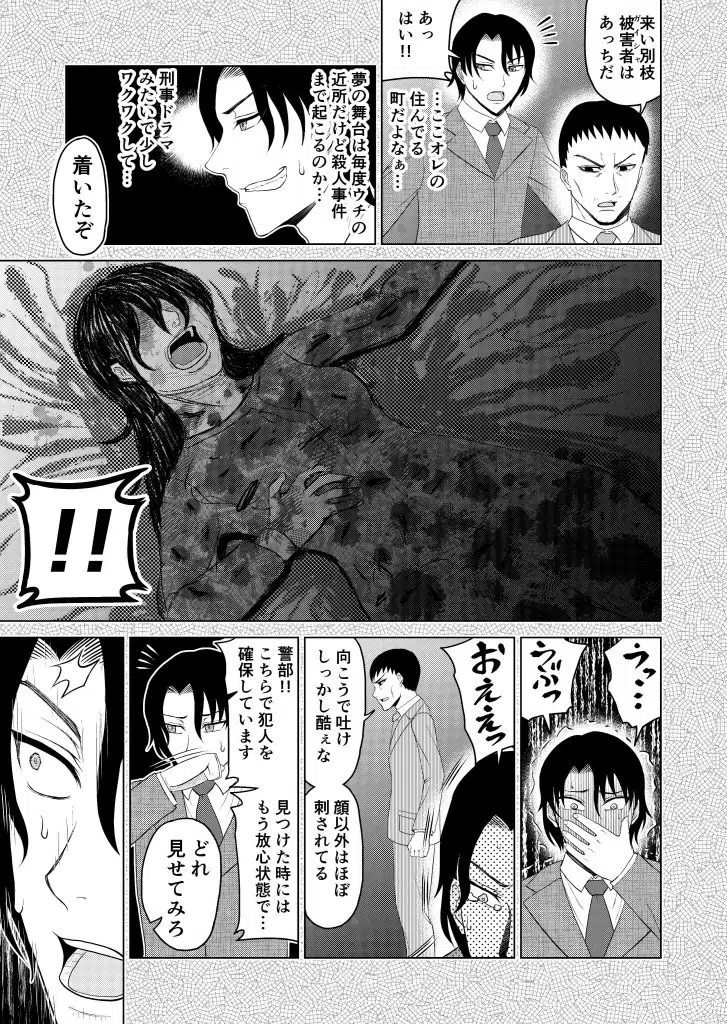 来い別枝
被害者は
あっちだ
ガイシャ
あっ
はい!!
…ここオレの
住んでる
町だよなぁ…
夢の舞台は毎度ウチの
近所だけど殺人事件
まで起こるのか…
刑事ドラマ
みたいで少し
ワクワクして…
着いたぞ
!!
うっ…
うぶっ
おええっ
向こうで吐け
しっかし酷ぇな
顔以外はほぼ
刺されてる
警部!!
こちらで犯人を
確保しています
見つけた時には
もう放心状態で…
どれ
見せてみろ